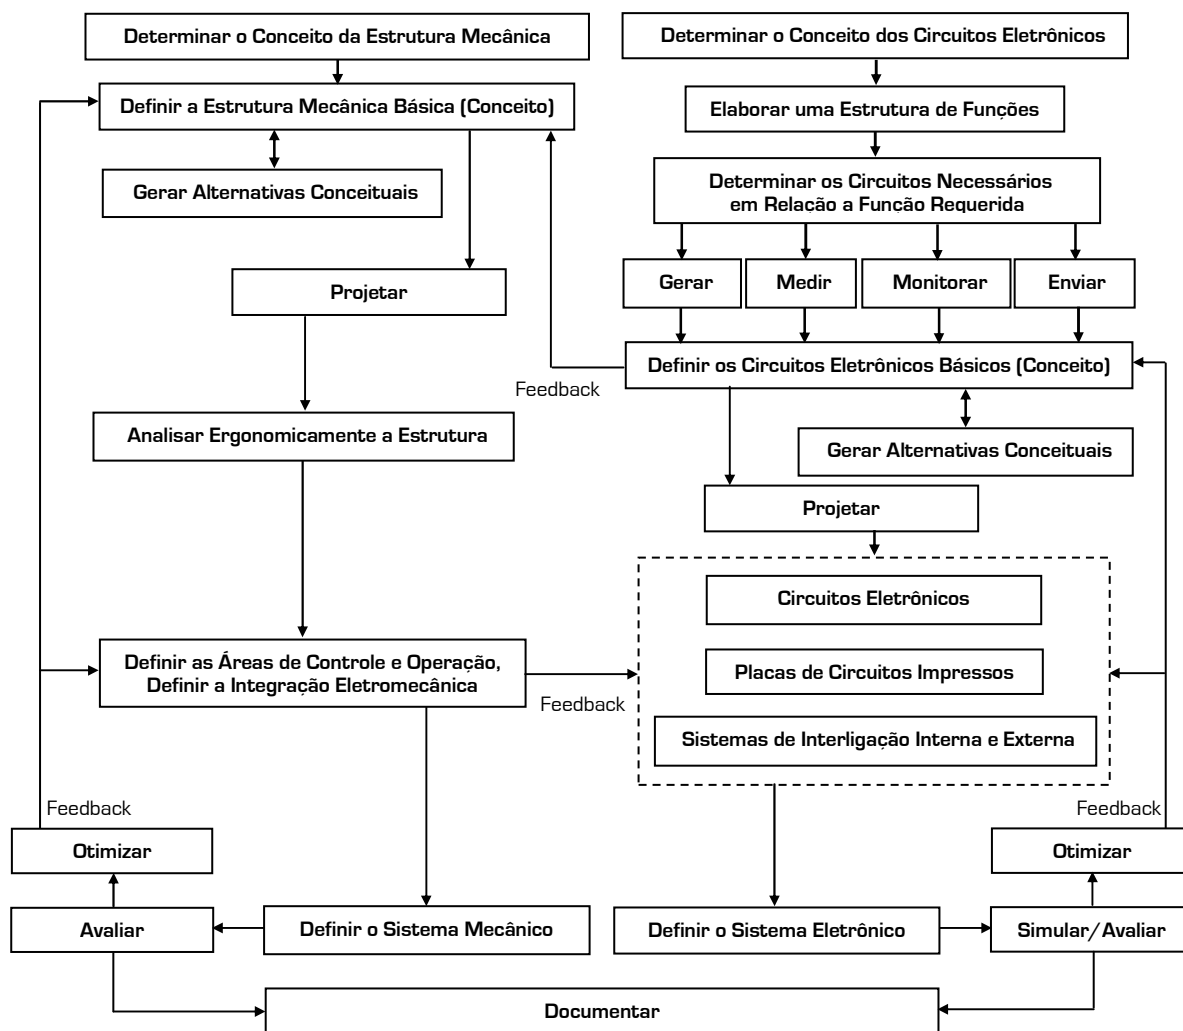 Determinar o Conceito da Estrutura Mecânica
Determinar o Conceito dos Circuitos Eletrônicos
Definir a Estrutura Mecânica Básica (Conceito)
Elaborar uma Estrutura de Funções
Gerar Alternativas Conceituais
Determinar os Circuitos Necessários
em Relação a Função Requerida
Projetar
Gerar
Medir
Monitorar
Enviar
Definir os Circuitos Eletrônicos Básicos (Conceito)
Feedback
Analisar Ergonomicamente a Estrutura
Gerar Alternativas Conceituais
Projetar
Circuitos Eletrônicos
Definir as Áreas de Controle e Operação,
Definir a Integração Eletromecânica
Placas de Circuitos Impressos
Feedback
Sistemas de Interligação Interna e Externa
Feedback
Feedback
Otimizar
Otimizar
Avaliar
Definir o Sistema Mecânico
Definir o Sistema Eletrônico
Simular/Avaliar
Documentar